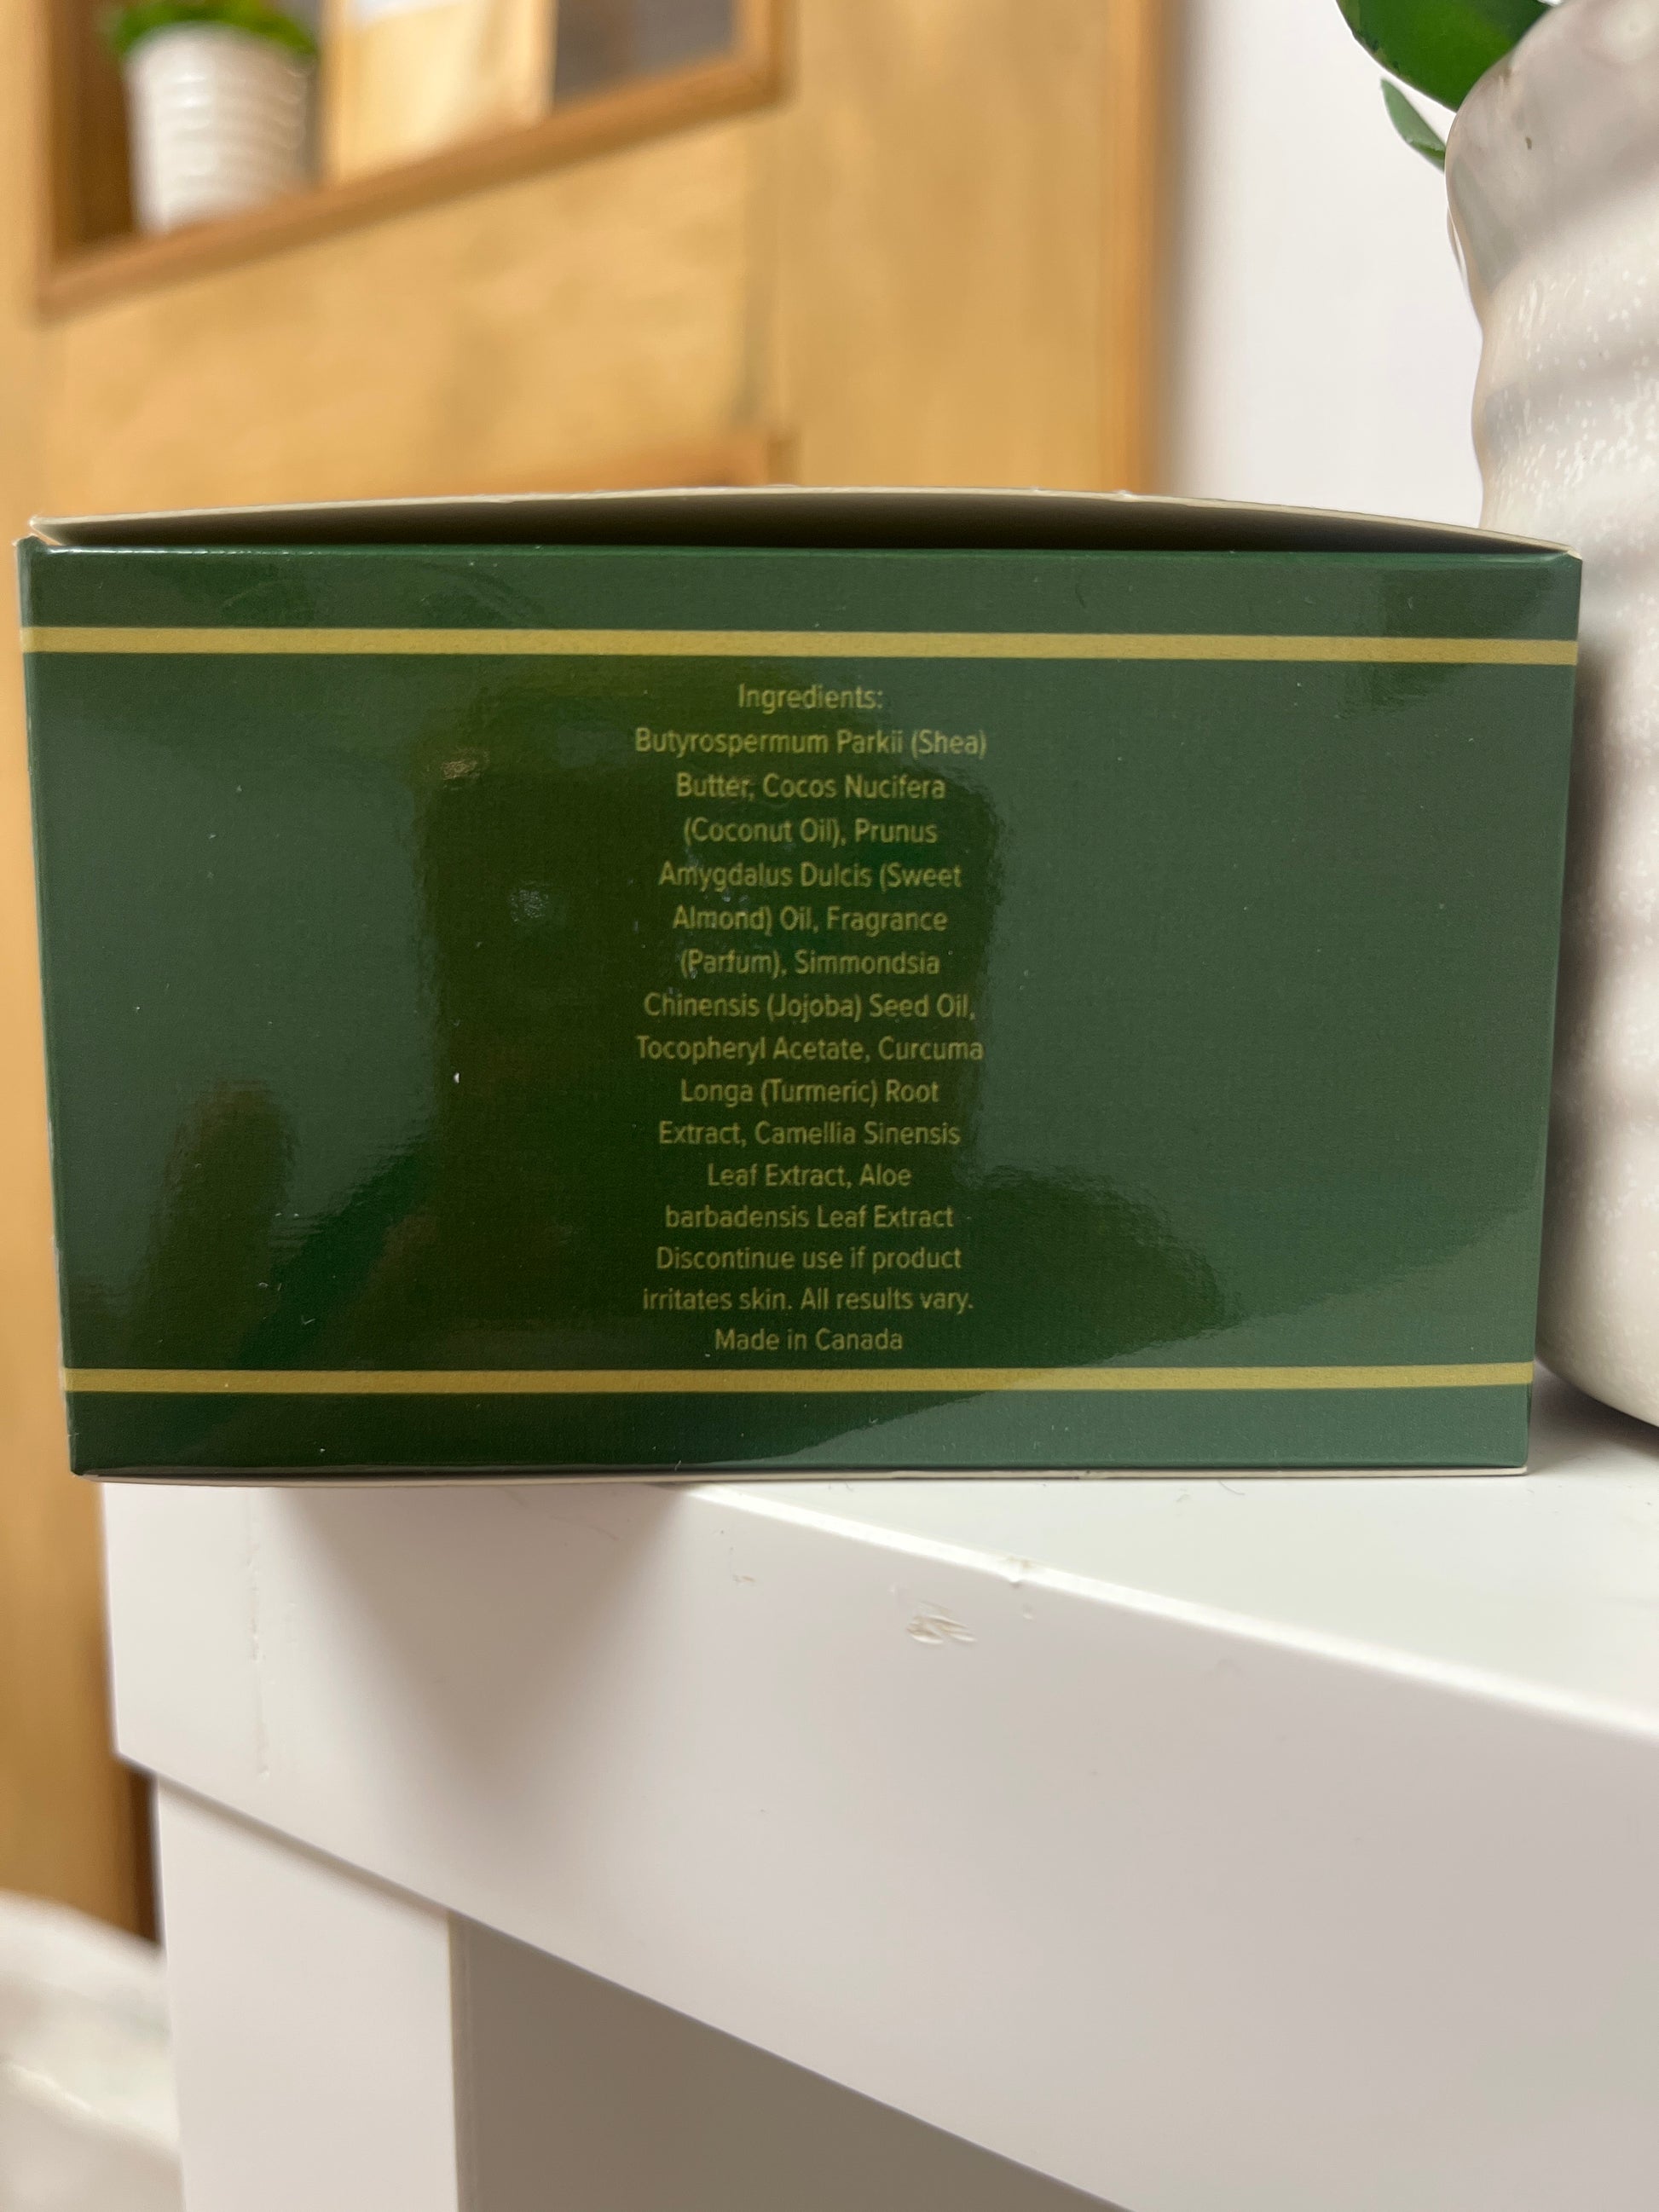 Ingredients:
Butyrospermum Parkii (Shea)
Butter, Cocos Nucifera
(Coconut Oil), Prunus
Amygdalus Dulcis (Sweet
Almond) Oil, Fragrance
(Parfum), Simmondsia
Chinensis (Jojoba) Seed Oil,
Tocopheryl Acetate, Curcuma
Longa (Turmeric) Root
Extract, Camellia Sinensis
Leaf Extract, Aloe
barbadensis Leaf Extract
Discontinue use if product
irritates skin. All results vary.
Made in Canada